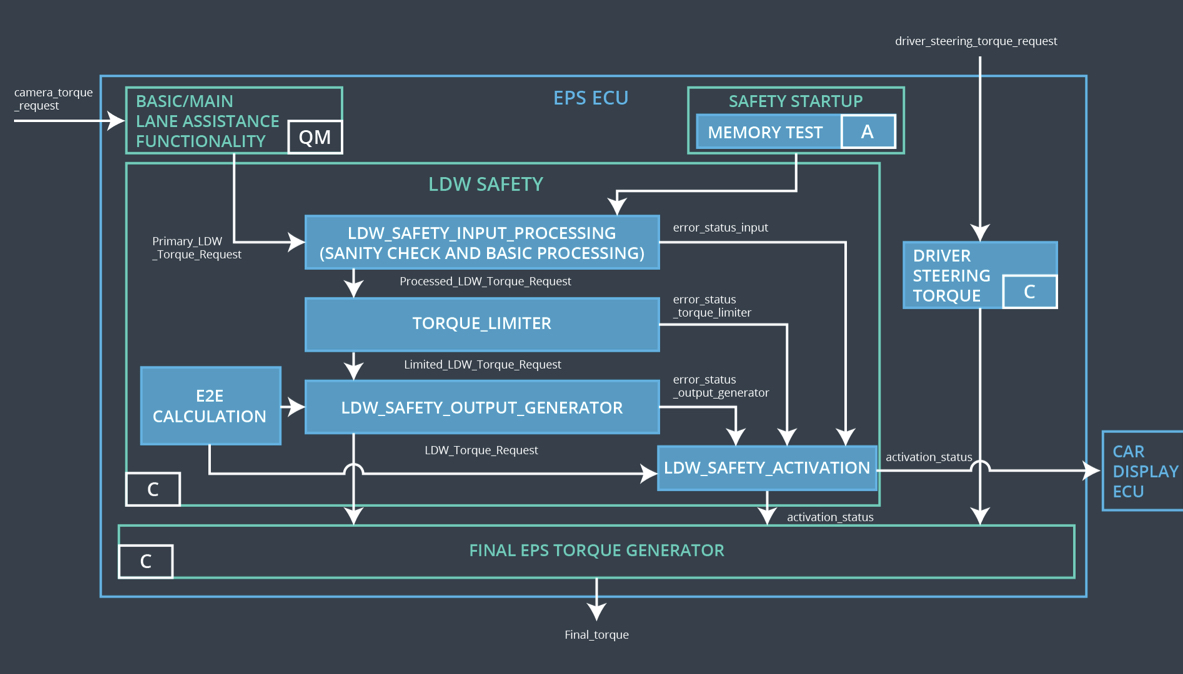 driver_steering_torque_request
camera_torque
_request
EPS ECU
BASIC/MAIN
LANE ASSISTANCE
FUNCTIONALITY
QM
SAFETY STARTUP
MEMORY TEST
A
LDW SAFETY
Primary_LDW
_Torque_Request
LDW_SAFETY_INPUT_PROCESSING
(SANITY CHECK AND BASIC PROCESSING)
error_status_input
DRIVER
STEERING
TORQUE
C
Processed_LDW_Torque_Request
TORQUE_LIMITER
error_status
_torque_limiter
Limited_LDW_Torque_Request
E2E
CALCULATION
LDW_SAFETY_OUTPUT_GENERATOR
error_status
_output_generator
LDW_Torque_Request
LDW_SAFETY_ACTIVATION
activation_status
CAR
DISPLAY
ECU
C
activation_status
FINAL EPS TORQUE GENERATOR
C
Final_torque